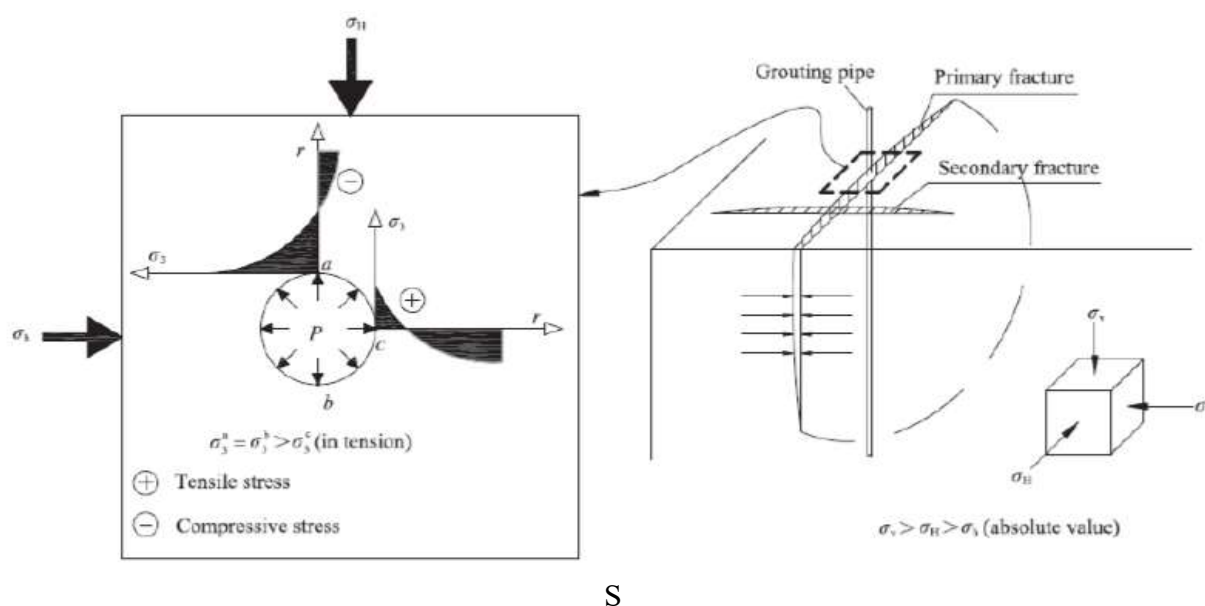 σH
Grouting pipe
Primary fracture
r
−
Secondary fracture
σ3
σ3
a
+
σh
P
c
r
b
σv
σ
σH
σ3ᵃ = σ3ᵇ > σ3ᶜ (in tension)
+ Tensile stress
− Compressive stress
σv > σH > σh (absolute value)
S